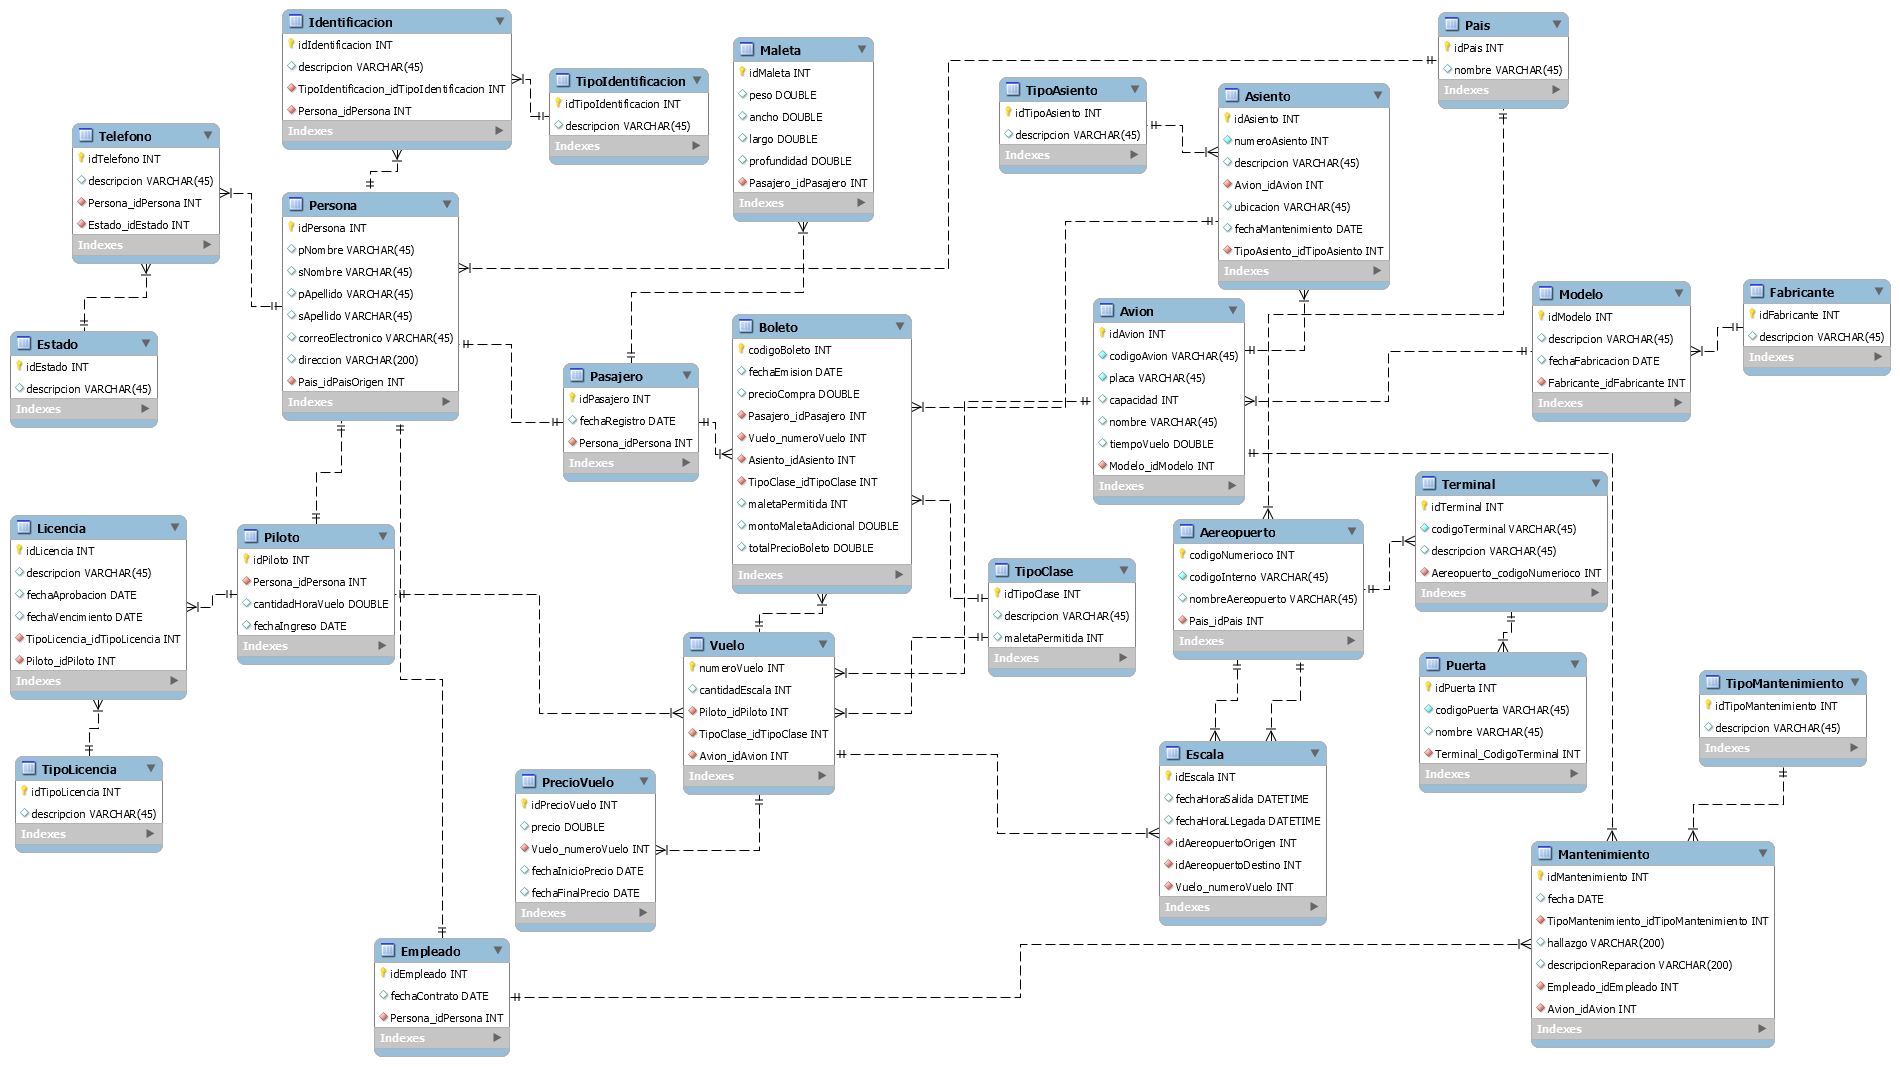 Identificacion
idIdentificacion INT
descripcion VARCHAR(45)
TipoIdentificacion_idTipoIdentificacion INT
Persona_idPersona INT
Indexes
TipoIdentificacion
idTipoIdentificacion INT
descripcion VARCHAR(45)
Indexes
Maleta
idMaleta INT
peso DOUBLE
ancho DOUBLE
largo DOUBLE
profundidad DOUBLE
Pasajero_idPasajero INT
Indexes
TipoAsiento
idTipoAsiento INT
descripcion VARCHAR(45)
Indexes
Asiento
idAsiento INT
numeroAsiento INT
descripcion VARCHAR(45)
Avion_idAvion INT
ubicacion VARCHAR(45)
fechaMantenimiento DATE
TipoAsiento_idTipoAsiento INT
Indexes
Pais
idPais INT
nombre VARCHAR(45)
Indexes
Telefono
idTelefono INT
descripcion VARCHAR(45)
Persona_idPersona INT
Estado_idEstado INT
Indexes
Persona
idPersona INT
pNombre VARCHAR(45)
sNombre VARCHAR(45)
pApellido VARCHAR(45)
sApellido VARCHAR(45)
correoElectronico VARCHAR(45)
direccion VARCHAR(200)
Pais_idPaisOrigen INT
Indexes
Estado
idEstado INT
descripcion VARCHAR(45)
Indexes
Pasajero
idPasajero INT
fechaRegistro DATE
Persona_idPersona INT
Indexes
Boleto
codigoBoleto INT
fechaEmision DATE
precioCompra DOUBLE
Pasajero_idPasajero INT
Vuelo_numeroVuelo INT
Asiento_idAsiento INT
TipoClase_idTipoClase INT
maletaPermitida INT
montoMaletaAdicional DOUBLE
totalPrecioBoleto DOUBLE
Indexes
Avion
idAvion INT
codigoAvion VARCHAR(45)
placa VARCHAR(45)
capacidad INT
nombre VARCHAR(45)
tiempoVuelo DOUBLE
Modelo_idModelo INT
Indexes
Modelo
idModelo INT
descripcion VARCHAR(45)
fechaFabricacion DATE
Fabricante_idFabricante INT
Indexes
Fabricante
idFabricante INT
descripcion VARCHAR(45)
Indexes
Licencia
idLicencia INT
descripcion VARCHAR(45)
fechaAprobacion DATE
fechaVencimiento DATE
TipoLicencia_idTipoLicencia INT
Piloto_idPiloto INT
Indexes
Piloto
idPiloto INT
Persona_idPersona INT
cantidadHoraVuelo DOUBLE
fechaIngreso DATE
Indexes
TipoLicencia
idTipoLicencia INT
descripcion VARCHAR(45)
Indexes
Vuelo
numeroVuelo INT
cantidadEscala INT
Piloto_idPiloto INT
TipoClase_idTipoClase INT
Avion_idAvion INT
Indexes
TipoClase
idTipoClase INT
descripcion VARCHAR(45)
maletaPermitida INT
Indexes
Aereopuerto
codigoNumerioco INT
codigoInterno VARCHAR(45)
nombreAereopuerto VARCHAR(45)
Pais_idPais INT
Indexes
Terminal
idTerminal INT
codigoTerminal VARCHAR(45)
descripcion VARCHAR(45)
Aereopuerto_codigoNumerioco INT
Indexes
Puerta
idPuerta INT
codigoPuerta VARCHAR(45)
nombre VARCHAR(45)
Terminal_CodigoTerminal INT
Indexes
TipoMantenimiento
idTipoMantenimiento INT
descripcion VARCHAR(45)
Indexes
PrecioVuelo
idPrecioVuelo INT
precio DOUBLE
Vuelo_numeroVuelo INT
fechaInicioPrecio DATE
fechaFinalPrecio DATE
Indexes
Escala
idEscala INT
fechaHoraSalida DATETIME
fechaHoraLLegada DATETIME
idAereopuertoOrigen INT
idAereopuertoDestino INT
Vuelo_numeroVuelo INT
Indexes
Empleado
idEmpleado INT
fechaContrato DATE
Persona_idPersona INT
Indexes
Mantenimiento
idMantenimiento INT
fecha DATE
TipoMantenimiento_idTipoMantenimiento INT
hallazgo VARCHAR(200)
descripcionReparacion VARCHAR(200)
Empleado_idEmpleado INT
Avion_idAvion INT
Indexes